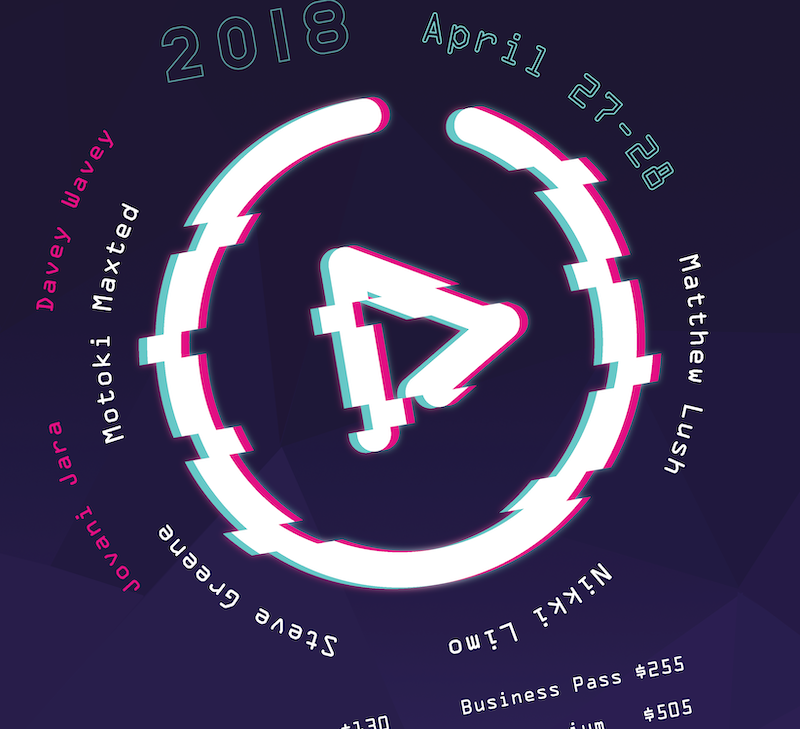 2018
April 27-28
Davey Wavey
Motoki Maxted
Matthew Lush
Jovani Jara
Steve Greene
Nikki Limo
Business Pass $255
$130
$505